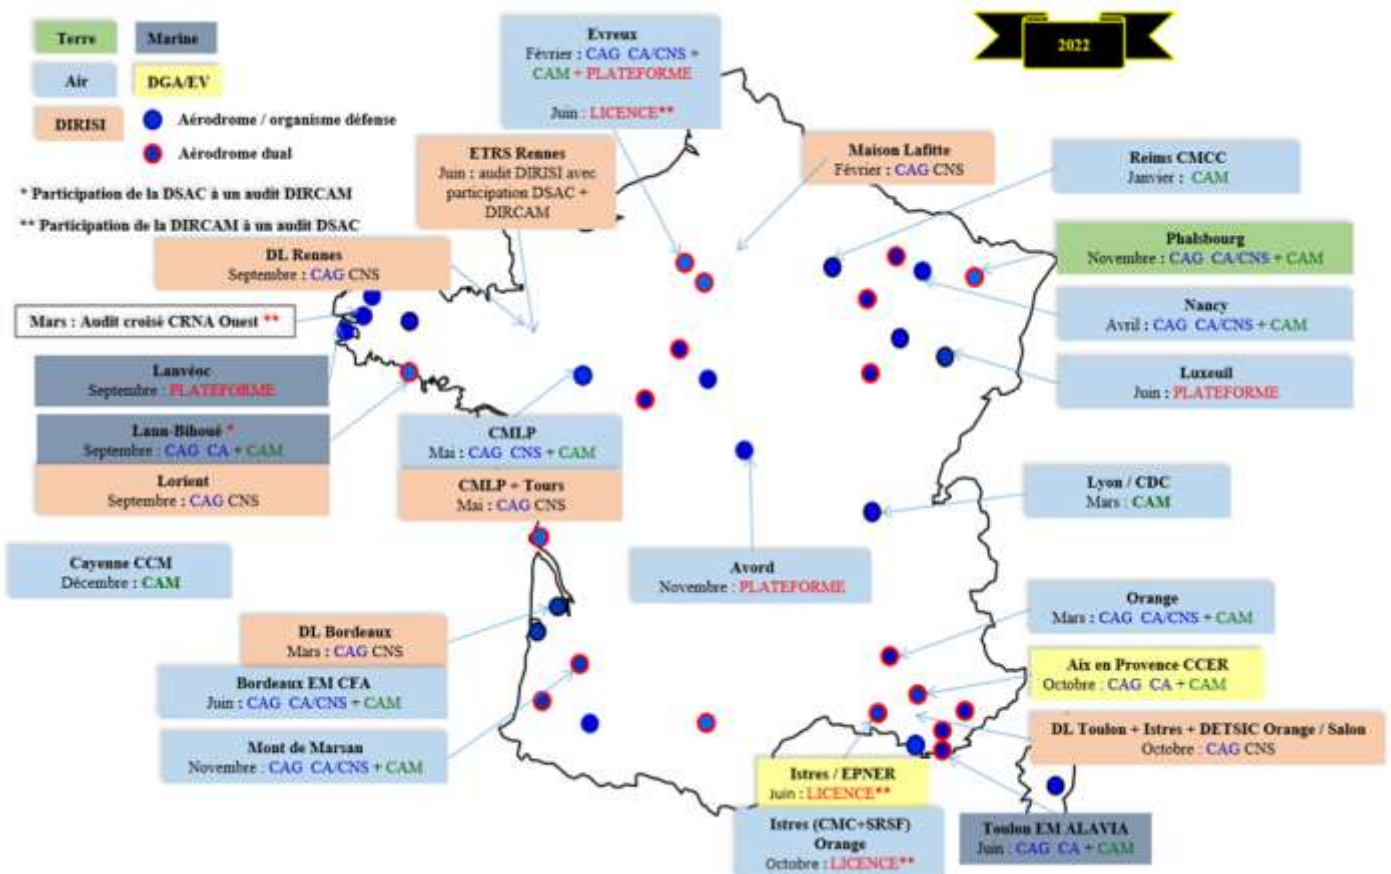 2022
Terre
Marine
Air
DGA/EV
DIRISI
Aérodrome / organisme défense
Aérodrome dual
* Participation de la DSAC à un audit DIRCAM
** Participation de la DIRCAM à un audit DSAC
Evreux
Février : CAG CA/CNS +
CAM + PLATEFORME
Juin : LICENCE**
ETRS Rennes
Juin : audit DIRISI avec
participation DSAC +
DIRCAM
Maison Lafitte
Février : CAG CNS
Reims CMCC
Janvier : CAM
Phalsbourg
Novembre : CAG CA/CNS + CAM
Nancy
Avril : CAG CA/CNS + CAM
Luxeuil
Juin : PLATEFORME
DL Rennes
Septembre : CAG CNS
Mars : Audit croisé CRNA Ouest **
Lanvéoc
Septembre : PLATEFORME
Lann-Bihoué *
Septembre : CAG CA + CAM
Lorient
Septembre : CAG CNS
CMLP
Mai : CAG CNS + CAM
CMLP + Tours
Mai : CAG CNS
Lyon / CDC
Mars : CAM
Cayenne CCM
Décembre : CAM
Avord
Novembre : PLATEFORME
DL Bordeaux
Mars : CAG CNS
Bordeaux EM CFA
Juin : CAG CA/CNS + CAM
Mont de Marsan
Novembre : CAG CA/CNS + CAM
Orange
Mars : CAG CA/CNS + CAM
Aix en Provence CCER
Octobre : CAG CA + CAM
DL Toulon + Istres + DETSIC Orange / Salon
Octobre : CAG CNS
Istres / EPNER
Juin : LICENCE**
Istres (CMC+SRSF)
Orange
Octobre : LICENCE**
Toulon EM ALAVIA
Juin : CAG CA + CAM